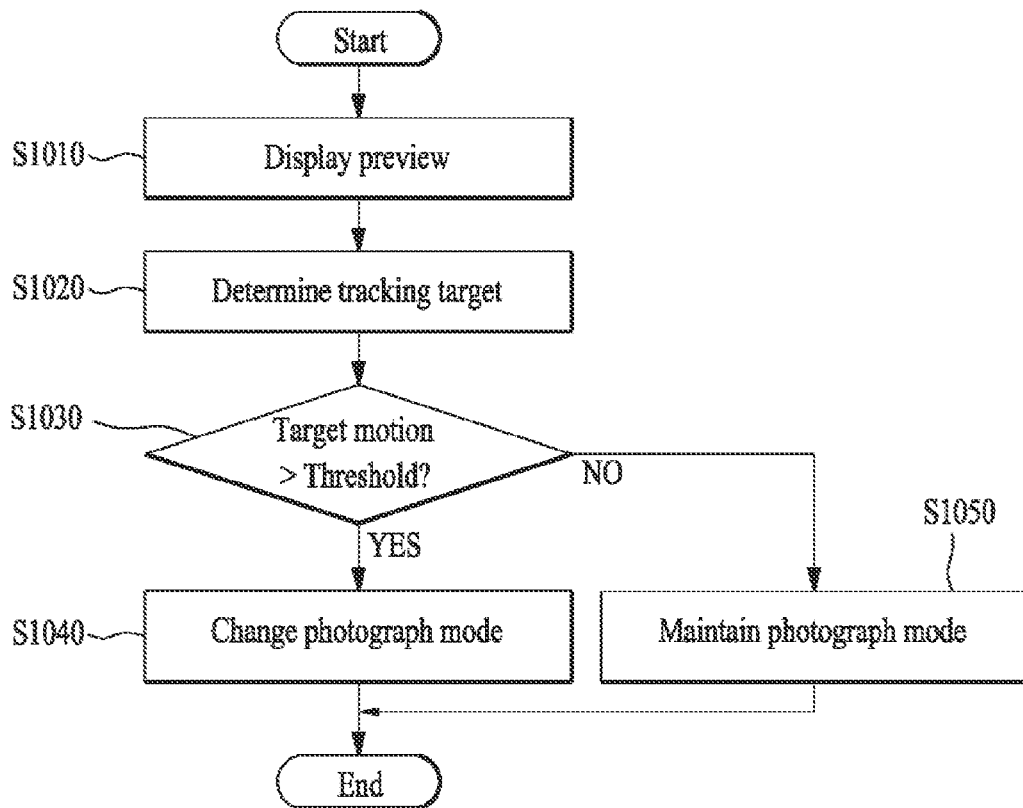 Start
S1010
Display preview
S1020
Determine tracking target
S1030
Target motion
> Threshold?
NO
YES
S1050
S1040
Change photograph mode
Maintain photograph mode
End